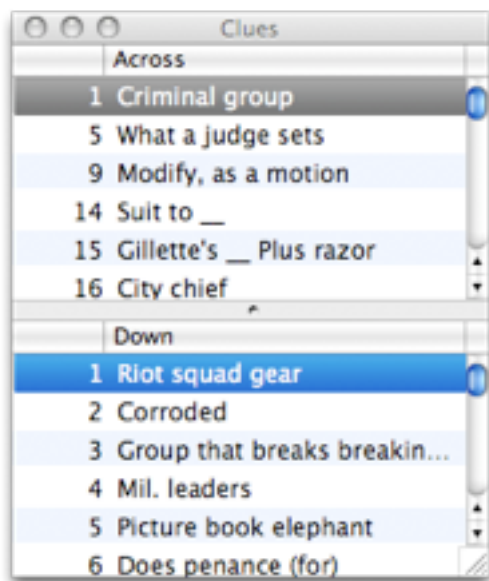 Clues
Across
1 Criminal group
5 What a judge sets
9 Modify, as a motion
14 Suit to __
15 Gillette's __ Plus razor
16 City chief
Down
1 Riot squad gear
2 Corroded
3 Group that breaks breakin...
4 Mil. leaders
5 Picture book elephant
6 Does penance (for)